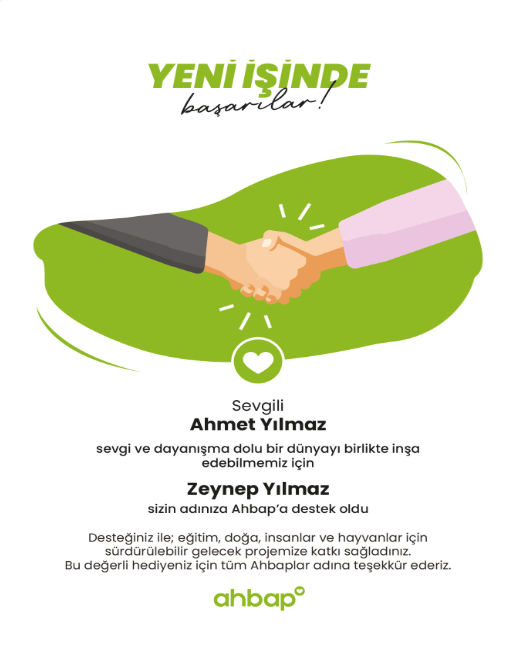 YENİ İŞİNDE
başarılar!
Sevgili
Ahmet Yılmaz
sevgi ve dayanışma dolu bir dünyayı birlikte inşa
edebilmemiz için
Zeynep Yılmaz
sizin adınıza Ahbap’a destek oldu
Desteğiniz ile; eğitim, doğa, insanlar ve hayvanlar için
sürdürülebilir gelecek projemize katkı sağladınız.
Bu değerli hediyeniz için tüm Ahbaplar adına teşekkür ederiz.
ahbap